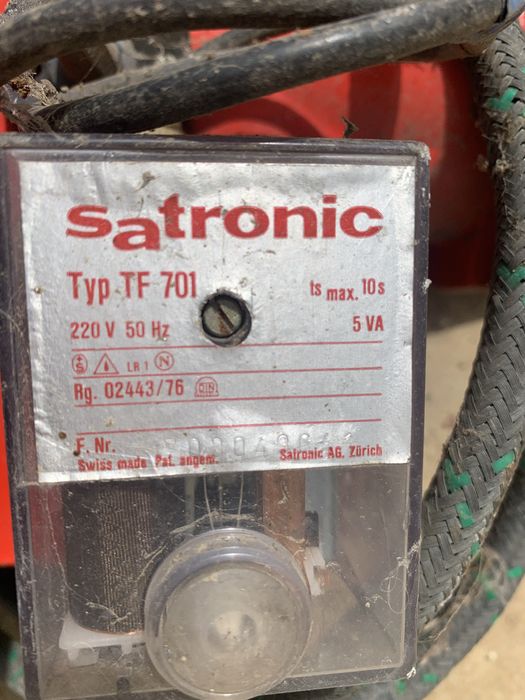 satronic
Typ TF 701 ts max. 10s
220 V 50 Hz 5 VA
LR 1 N
Rg. 02443/76 DIN
F. Nr.
Swiss made Pat. angem. Satronic AG. Zürich